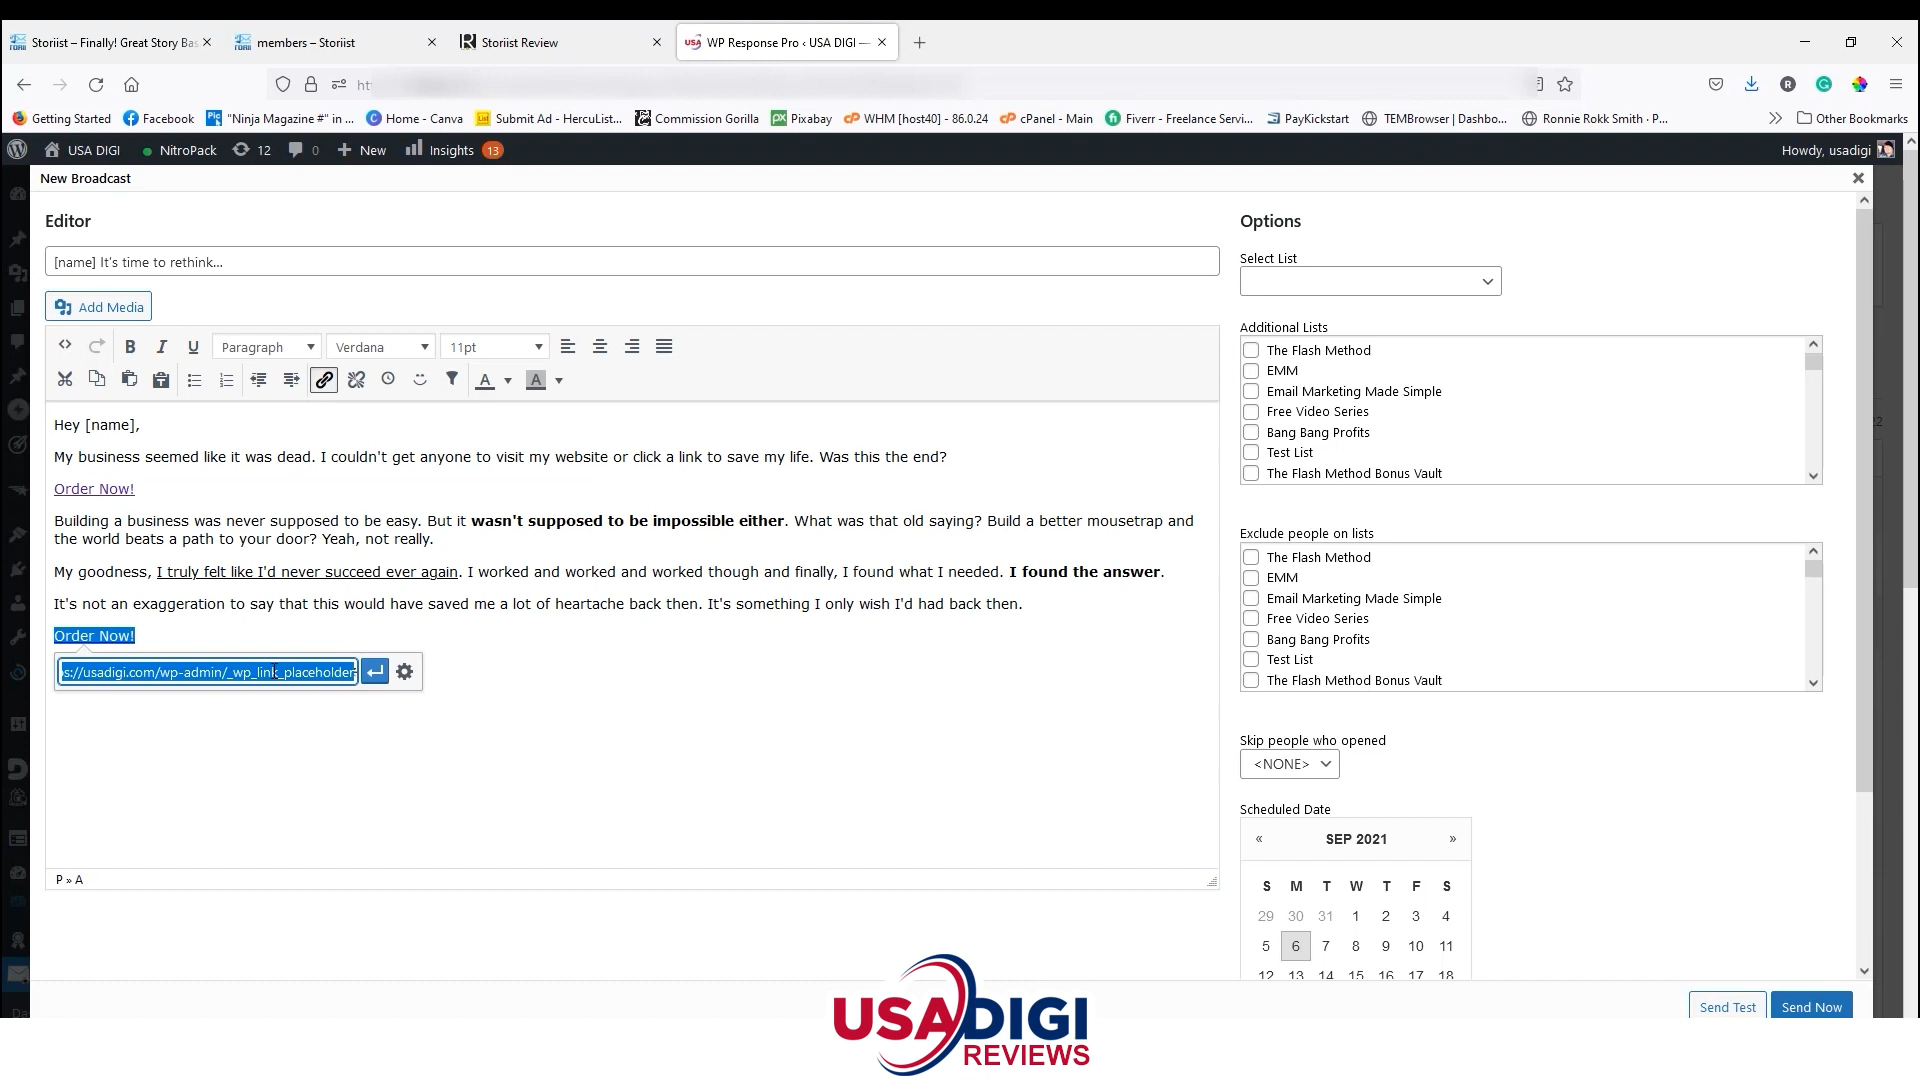 Storiist – Finally! Great Story Bas
members – Storiist
Storiist Review
WP Response Pro ‹ USA DIGI —
Getting Started
Facebook
"Ninja Magazine #" in ...
Home - Canva
Submit Ad - HercuList...
Commission Gorilla
Pixabay
WHM [host40] - 86.0.24
cPanel - Main
Fiverr - Freelance Servi...
PayKickstart
TEMBrowser | Dashbo...
Ronnie Rokk Smith - P...
Other Bookmarks
USA DIGI
NitroPack
12
0
New
Insights 13
Howdy, usadigi
New Broadcast
Editor
[name] It's time to rethink...
Add Media
Paragraph
Verdana
11pt
Hey [name],
My business seemed like it was dead. I couldn't get anyone to visit my website or click a link to save my life. Was this the end?
Order Now!
Building a business was never supposed to be easy. But it wasn't supposed to be impossible either. What was that old saying? Build a better mousetrap and
the world beats a path to your door? Yeah, not really.
My goodness, I truly felt like I'd never succeed ever again. I worked and worked and worked though and finally, I found what I needed. I found the answer.
It's not an exaggeration to say that this would have saved me a lot of heartache back then. It's something I only wish I'd had back then.
Order Now!
s://usadigi.com/wp-admin/_wp_link_placeholder
P » A
Options
Select List
Additional Lists
The Flash Method
EMM
Email Marketing Made Simple
Free Video Series
Bang Bang Profits
Test List
The Flash Method Bonus Vault
Exclude people on lists
The Flash Method
EMM
Email Marketing Made Simple
Free Video Series
Bang Bang Profits
Test List
The Flash Method Bonus Vault
Skip people who opened
<NONE>
Scheduled Date
« SEP 2021 »
S M T W T F S
29 30 31 1 2 3 4
5 6 7 8 9 10 11
12 13 14 15 16 17 18
Send Test
Send Now
USADIGI
REVIEWS